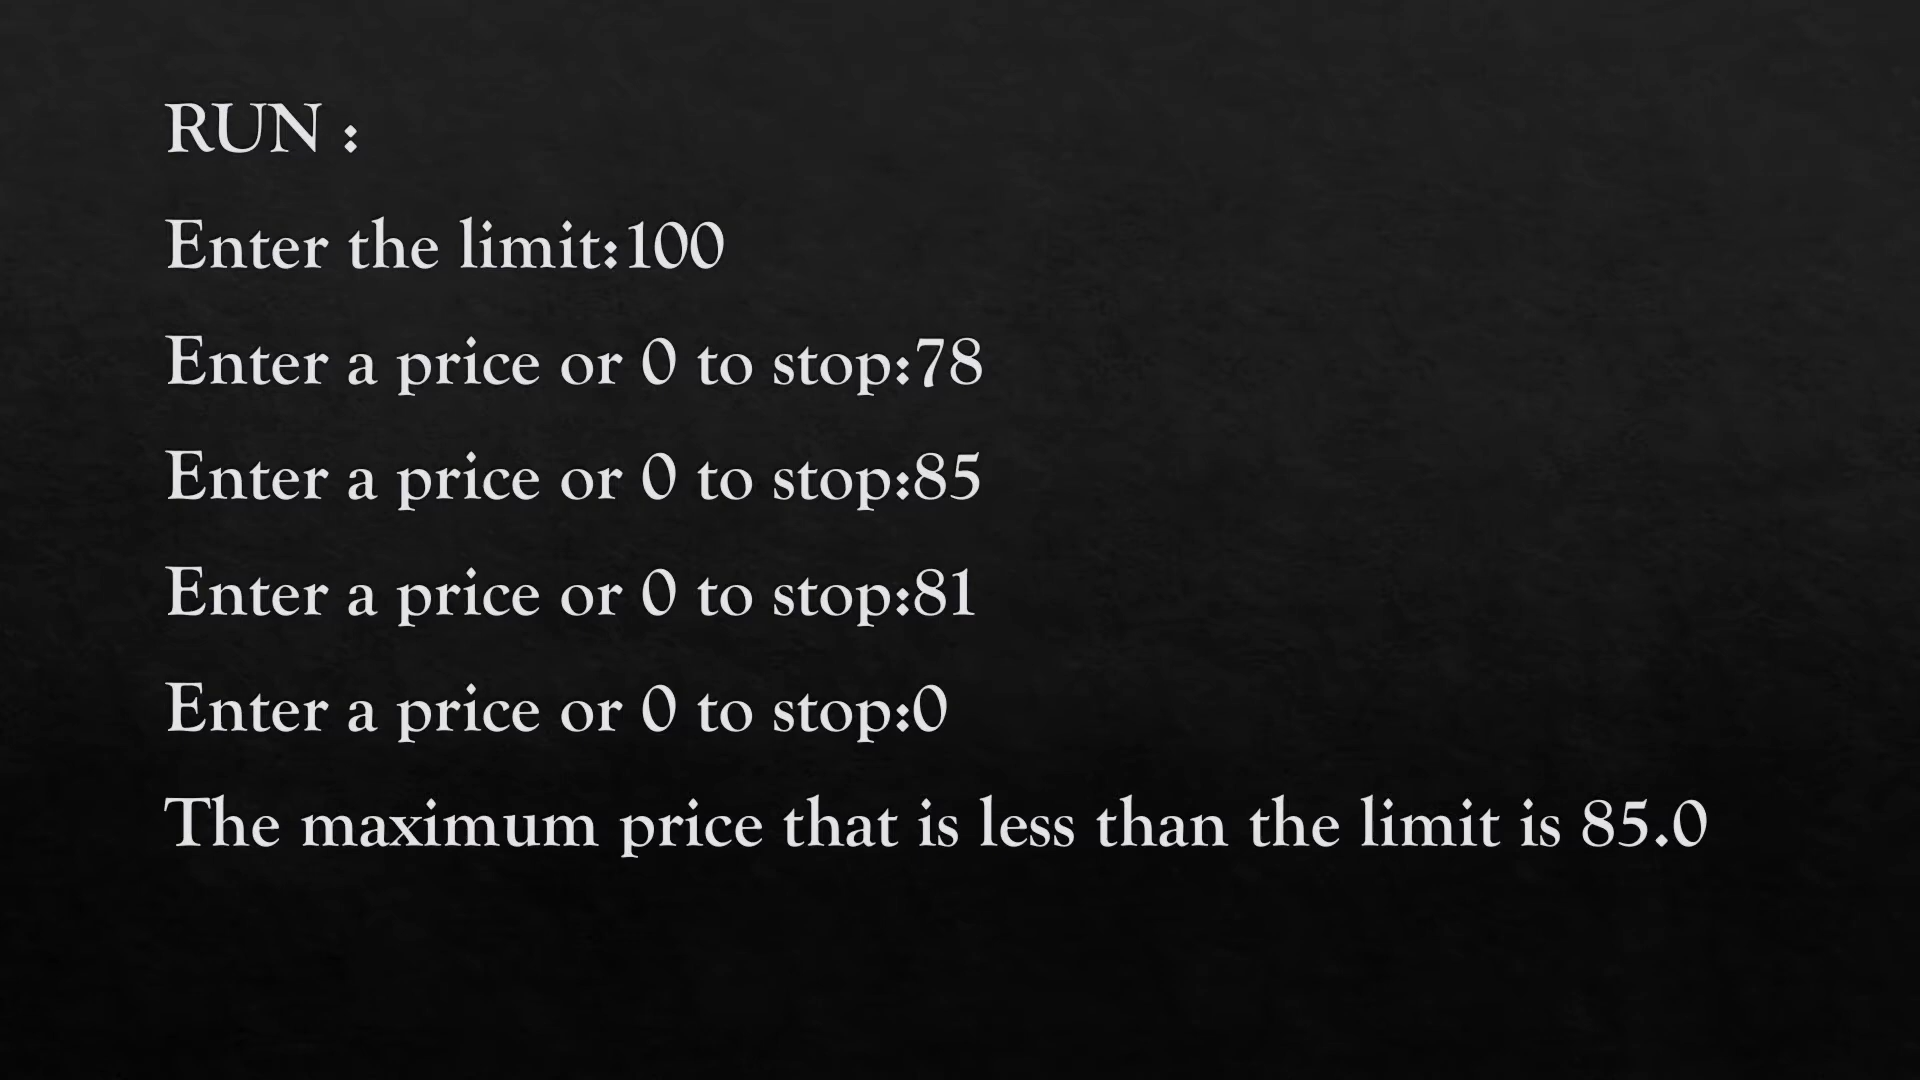 RUN :
Enter the limit:100
Enter a price or 0 to stop:78
Enter a price or 0 to stop:85
Enter a price or 0 to stop:81
Enter a price or 0 to stop:0
The maximum price that is less than the limit is 85.0